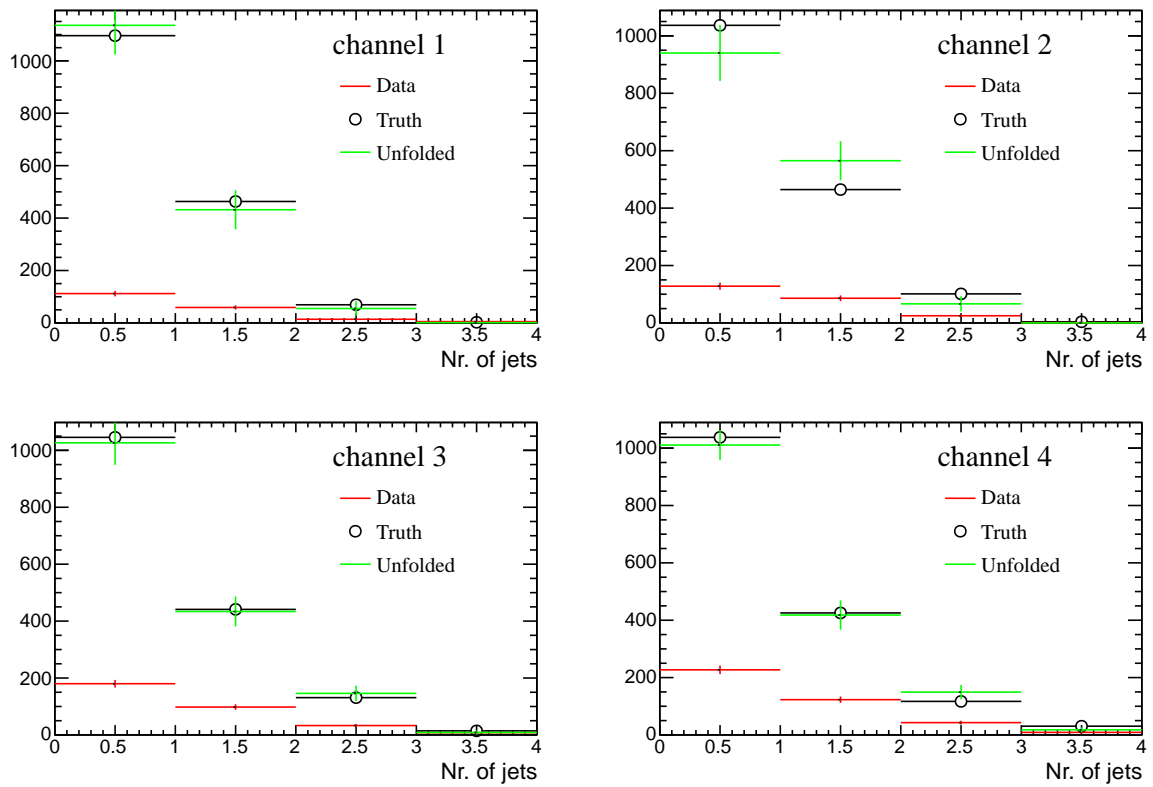 channel 1
Data
Truth
Unfolded
1000
800
600
400
200
0
0 0.5 1 1.5 2 2.5 3 3.5 4
Nr. of jets
channel 2
Data
Truth
Unfolded
1000
800
600
400
200
0
0 0.5 1 1.5 2 2.5 3 3.5 4
Nr. of jets
channel 3
Data
Truth
Unfolded
1000
800
600
400
200
0
0 0.5 1 1.5 2 2.5 3 3.5 4
Nr. of jets
channel 4
Data
Truth
Unfolded
1000
800
600
400
200
0
0 0.5 1 1.5 2 2.5 3 3.5 4
Nr. of jets